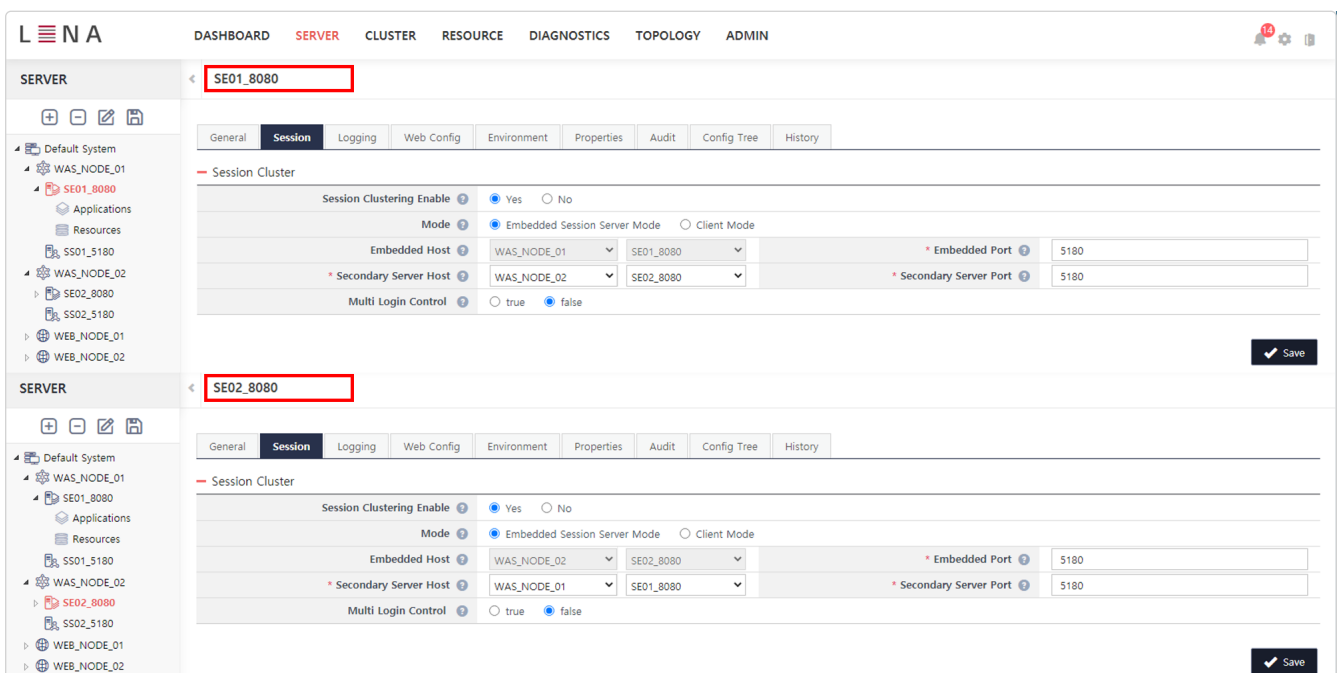 LENA DASHBOARD SERVER CLUSTER RESOURCE DIAGNOSTICS TOPOLOGY ADMIN 14
SERVER
SE01_8080
Default System
WAS_NODE_01
SE01_8080
Applications
Resources
SS01_5180
WAS_NODE_02
SE02_8080
SS02_5180
WEB_NODE_01
WEB_NODE_02
General Session Logging Web Config Environment Properties Audit Config Tree History
Session Cluster
Session Clustering Enable ? Yes No
Mode ? Embedded Session Server Mode Client Mode
Embedded Host ? WAS_NODE_01 SE01_8080 * Embedded Port ? 5180
* Secondary Server Host ? WAS_NODE_02 SE02_8080 * Secondary Server Port ? 5180
Multi Login Control ? true false
Save
SERVER
SE02_8080
Default System
WAS_NODE_01
SE01_8080
Applications
Resources
SS01_5180
WAS_NODE_02
SE02_8080
SS02_5180
WEB_NODE_01
WEB_NODE_02
General Session Logging Web Config Environment Properties Audit Config Tree History
Session Cluster
Session Clustering Enable ? Yes No
Mode ? Embedded Session Server Mode Client Mode
Embedded Host ? WAS_NODE_02 SE02_8080 * Embedded Port ? 5180
* Secondary Server Host ? WAS_NODE_01 SE01_8080 * Secondary Server Port ? 5180
Multi Login Control ? true false
Save